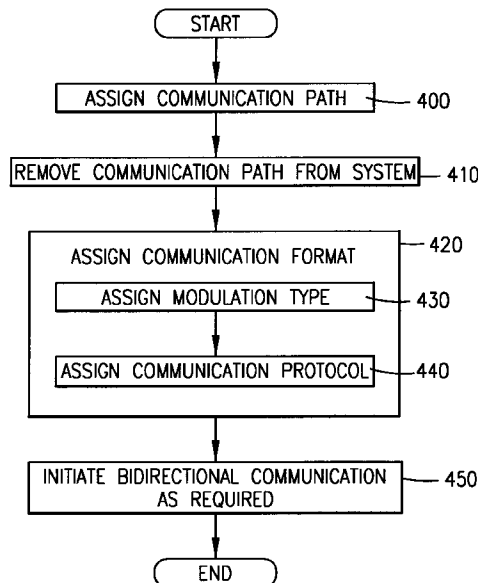 START
ASSIGN COMMUNICATION PATH
400
REMOVE COMMUNICATION PATH FROM SYSTEM
410
420
ASSIGN COMMUNICATION FORMAT
ASSIGN MODULATION TYPE
430
ASSIGN COMMUNICATION PROTOCOL
440
INITIATE BIDIRECTIONAL COMMUNICATION
AS REQUIRED
450
END